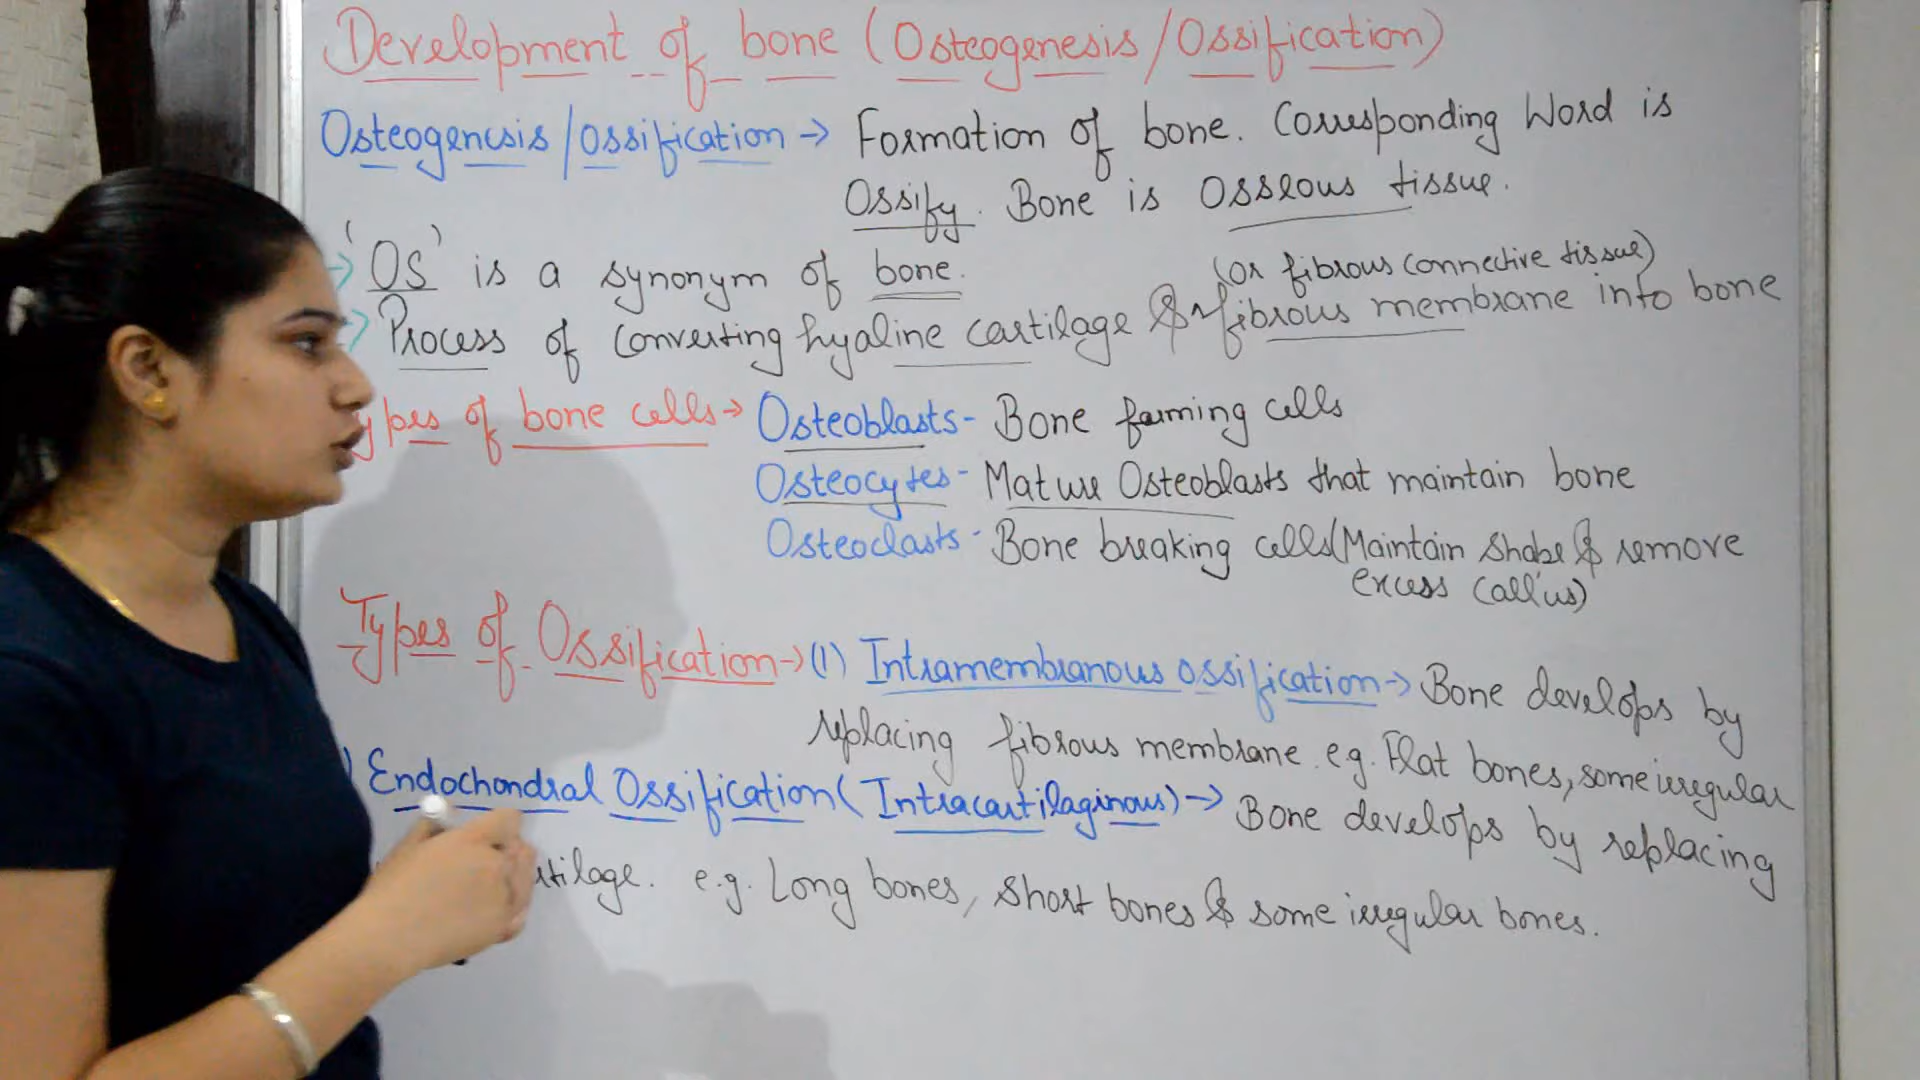 Development of bone (Osteogenesis/Ossification)
Osteogenesis/ossification → Formation of bone. Corresponding Word is
Ossify. Bone is Osseous tissue.
→ 'OS' is a synonym of bone.
(or fibrous connective tissue)
→ Process of converting hyaline cartilage & fibrous membrane into bone
Types of bone cells → Osteoblasts - Bone forming cells
Osteocytes - Mature Osteoblasts that maintain bone
Osteoclasts - Bone breaking cells (Maintain shape & remove
excess callus)
Types of Ossification → (1) Intramembranous ossification → Bone develops by
replacing fibrous membrane. e.g. Flat bones, some irregular
) Endochondral Ossification (Intracartilaginous) → Bone develops by replacing
e.g. Long bones, short bones & some irregular bones.